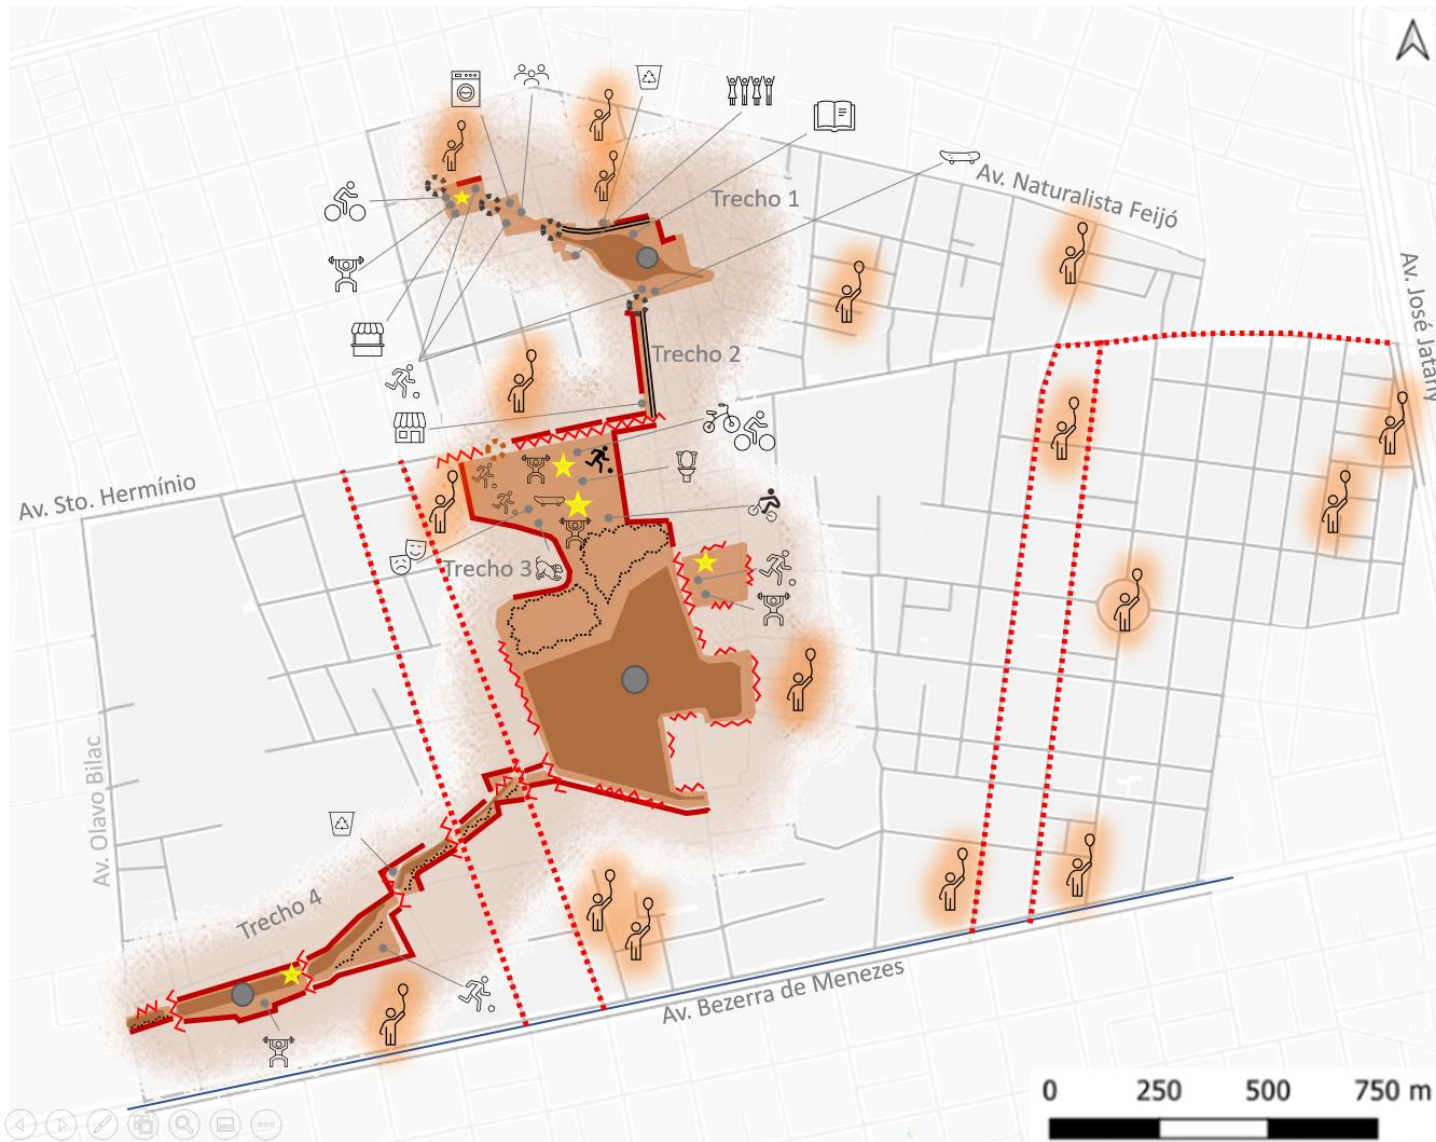 Trecho 1
Av. Naturalista Feijó
Av. José Jatahy
Trecho 2
Av. Sto. Hermínio
Trecho 3
Av. Olavo Bilac
Trecho 4
Av. Bezerra de Menezes
0 250 500 750 m